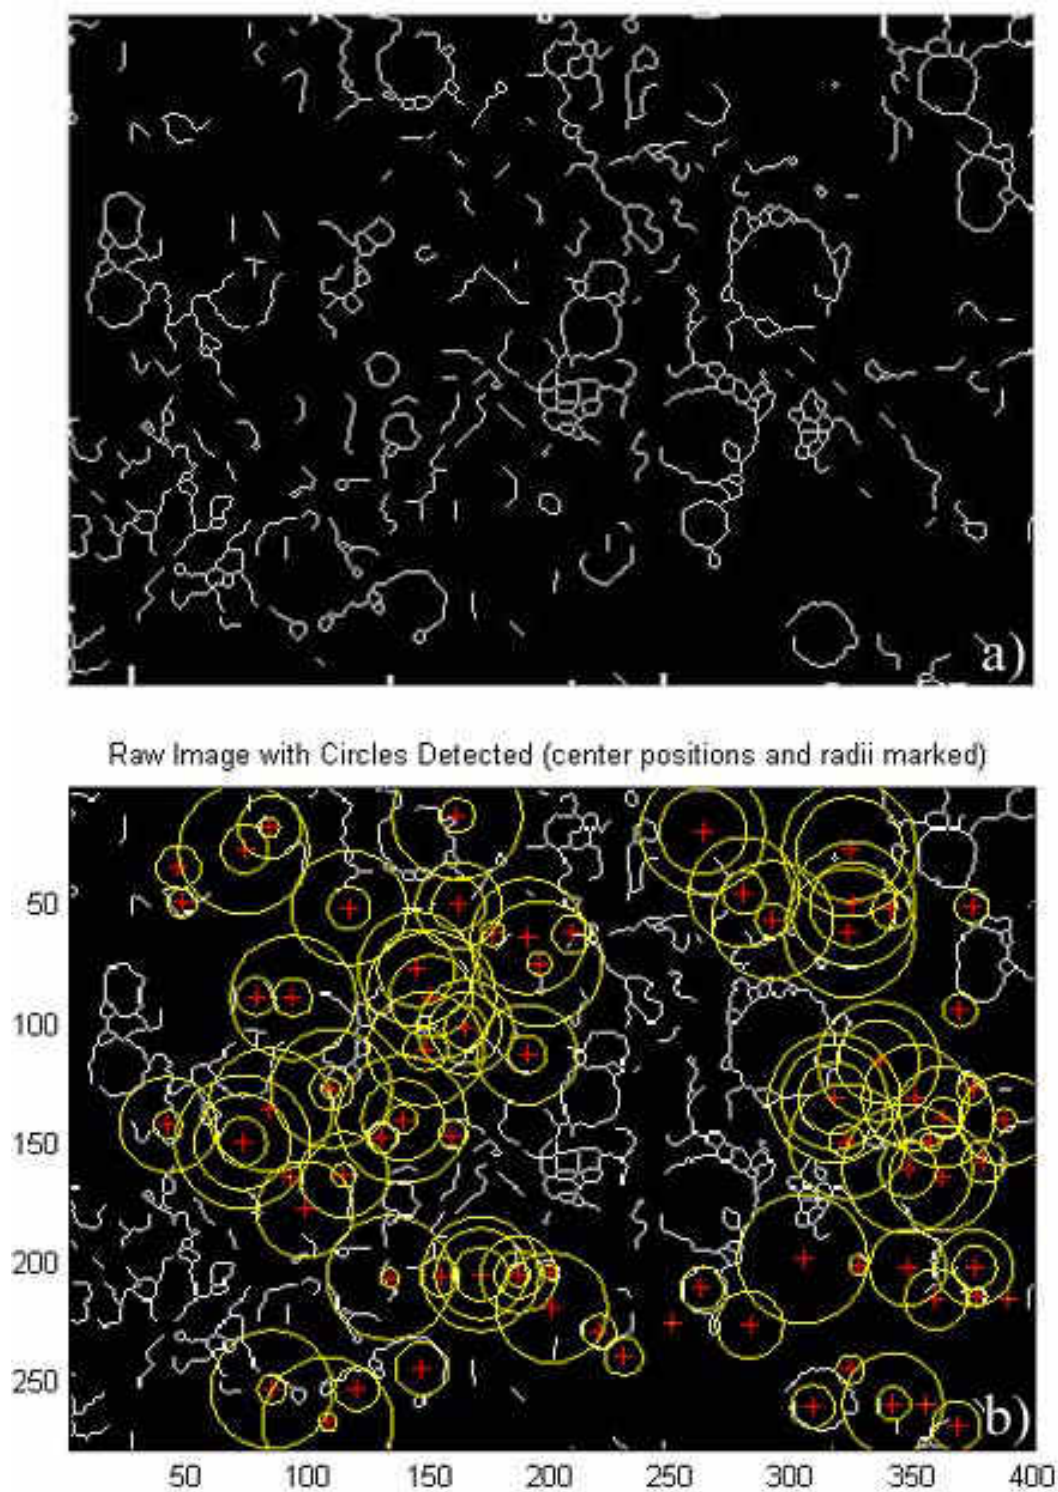 a)
Raw Image with Circles Detected (center positions and radii marked)
50
100
150
200
250
b)
50 100 150 200 250 300 350 400